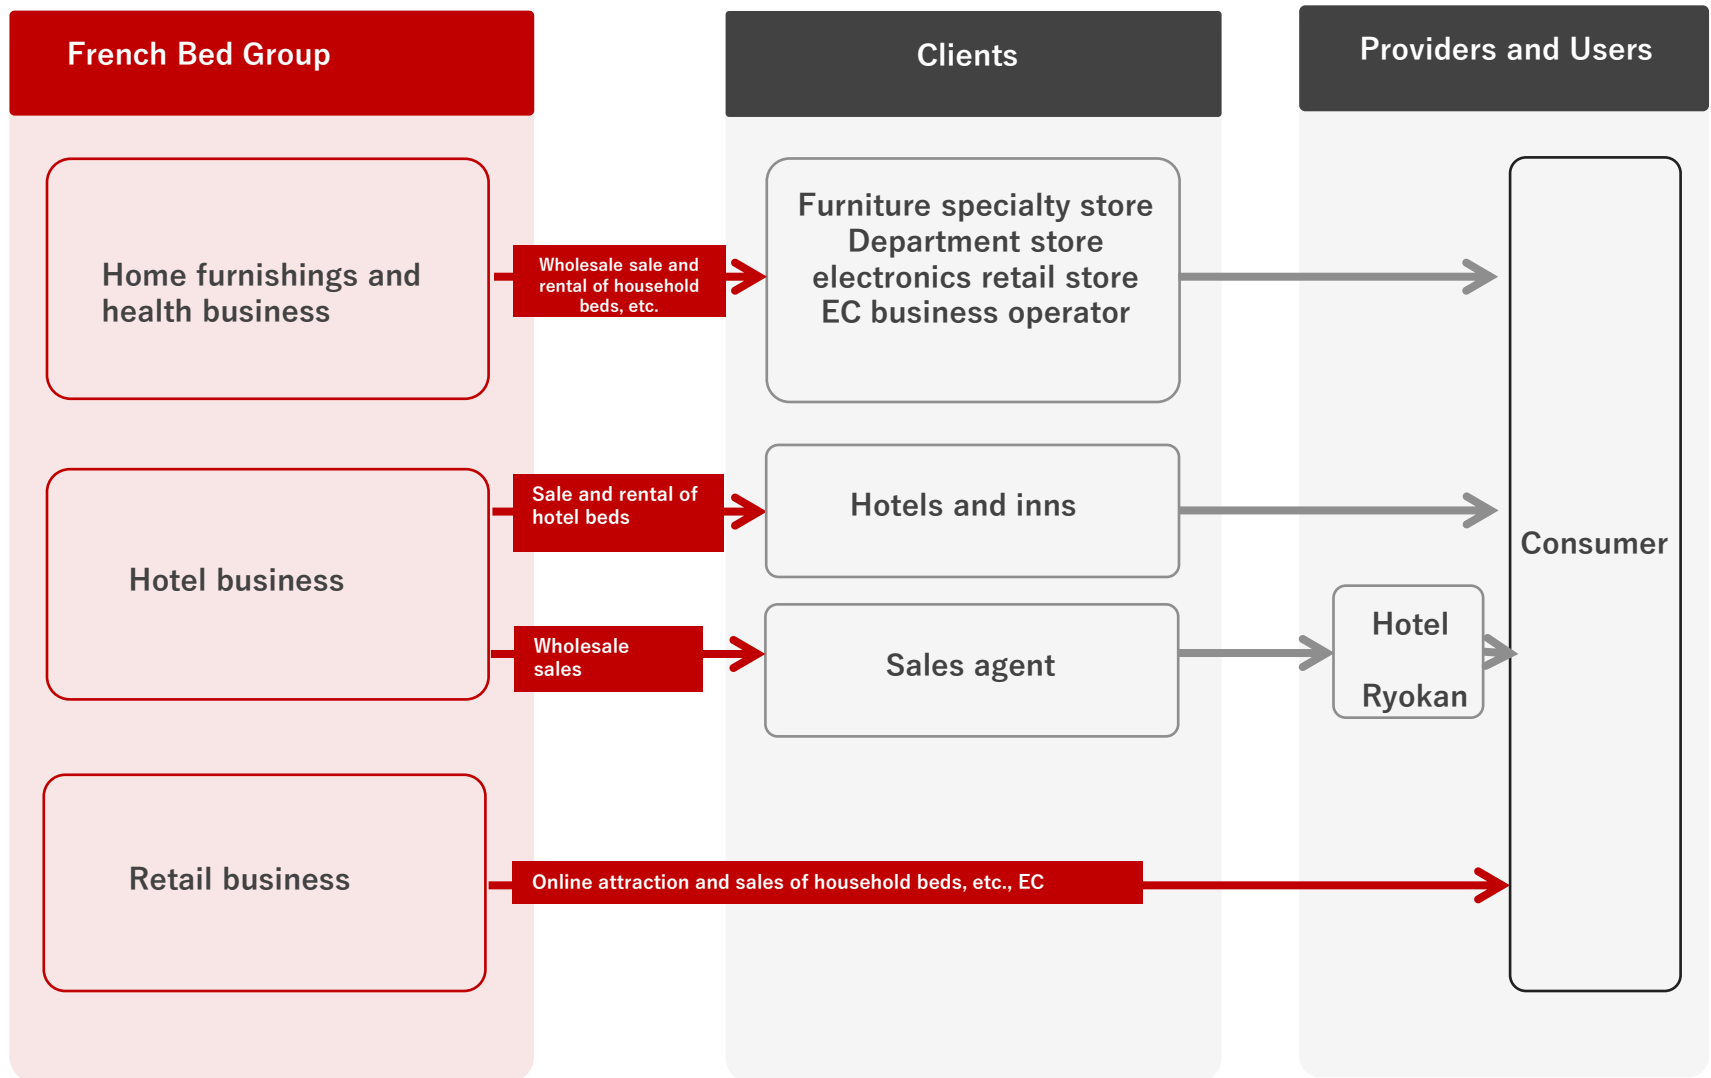 French Bed Group
Clients
Providers and Users
Home furnishings and
health business
Wholesale sale and
rental of household
beds, etc.
Furniture specialty store
Department store
electronics retail store
EC business operator
Hotel business
Sale and rental of
hotel beds
Hotels and inns
Wholesale
sales
Sales agent
Hotel
Ryokan
Consumer
Retail business
Online attraction and sales of household beds, etc., EC